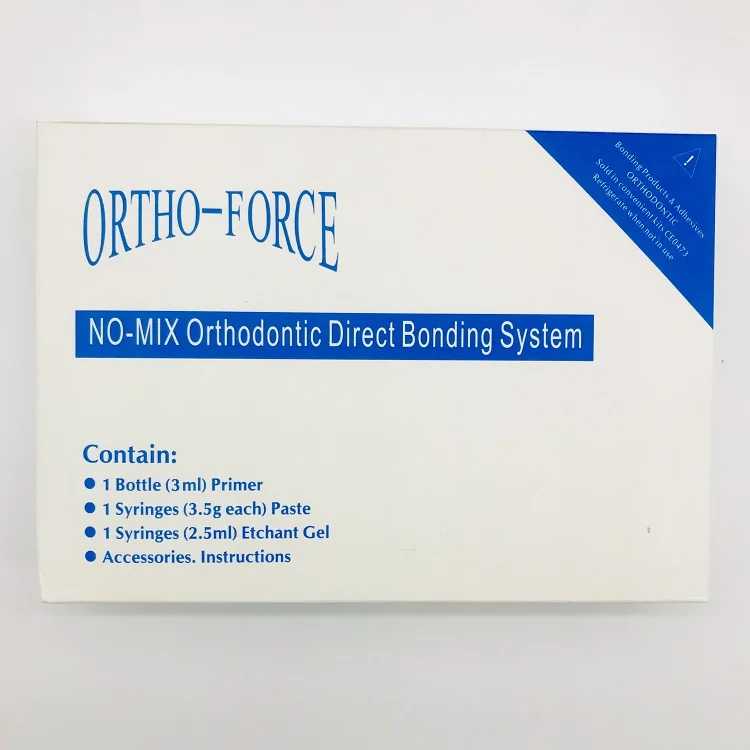 ORTHO-FORCE
Bonding Products & Adhesives
ORTHODONTIC
Sold in convenient kits CE0473
Refrigerate when not in use
!
NO-MIX Orthodontic Direct Bonding System
Contain:
● 1 Bottle (3ml) Primer
● 1 Syringes (3.5g each) Paste
● 1 Syringes (2.5ml) Etchant Gel
● Accessories. Instructions